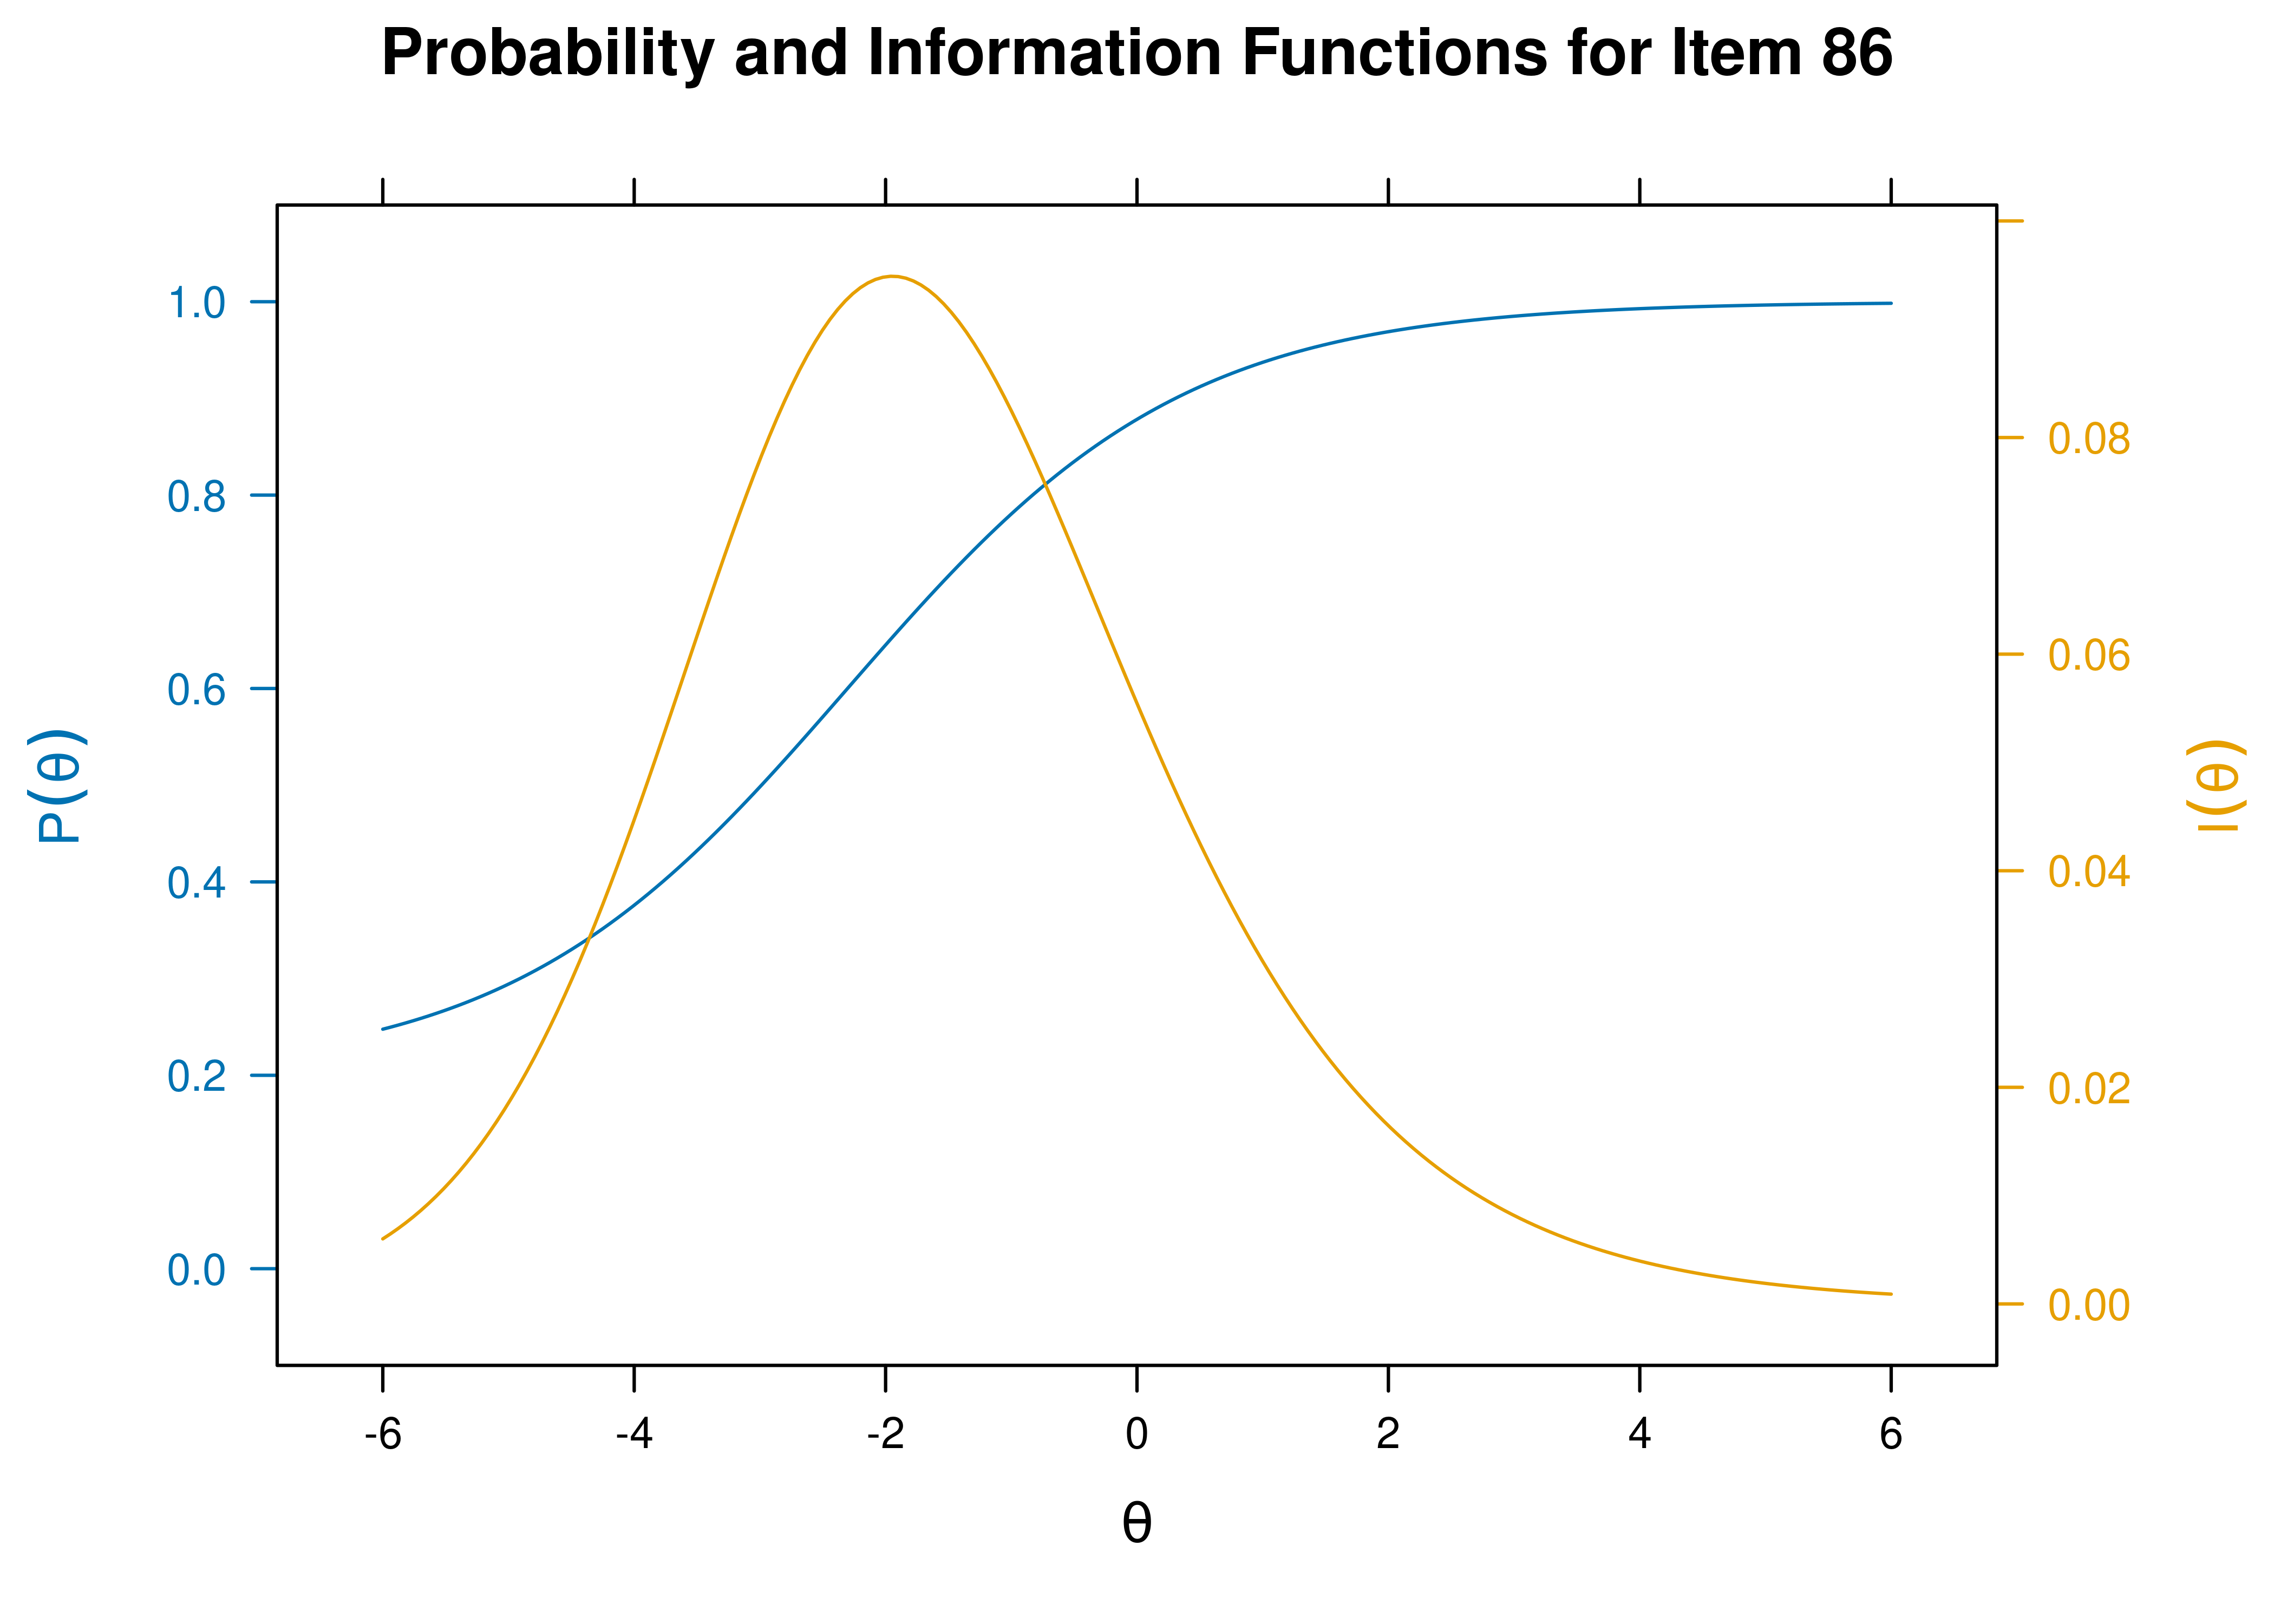 Probability and Information Functions for Item 86
1.0
0.8
0.6
0.4
0.2
0.0
P(θ)
0.08
0.06
0.04
0.02
0.00
I(θ)
-6 -4 -2 0 2 4 6
θ